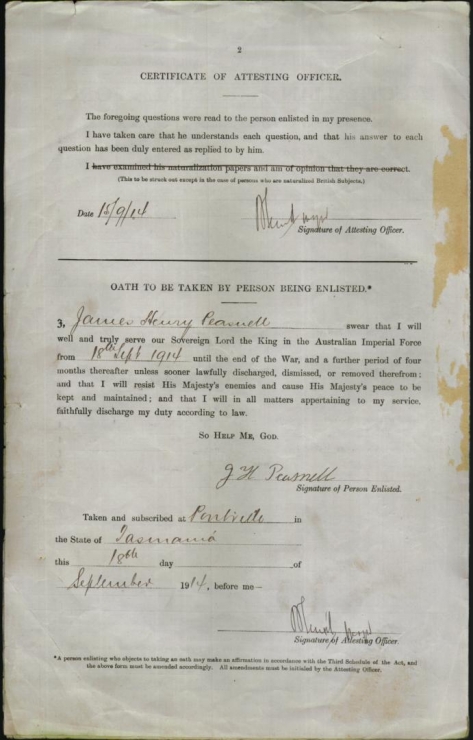 2
CERTIFICATE OF ATTESTING OFFICER.
The foregoing questions were read to the person enlisted in my presence.
I have taken care that he understands each question, and that his answer to each
question has been duly entered as replied to by him.
I have examined his naturalization papers and am of opinion that they are correct.
(This to be struck out except in the case of persons who are naturalized British Subjects.)
Date 18/9/14
Signature of Attesting Officer.
OATH TO BE TAKEN BY PERSON BEING ENLISTED.*
3, James Henry Pearnell swear that I will
well and truly serve our Sovereign Lord the King in the Australian Imperial Force
from 18th Sept 1914 until the end of the War, and a further period of four
months thereafter unless sooner lawfully discharged, dismissed, or removed therefrom ;
and that I will resist His Majesty's enemies and cause His Majesty's peace to be
kept and maintained ; and that I will in all matters appertaining to my service,
faithfully discharge my duty according to law.
SO HELP ME, GOD.
J H Pearnell
Signature of Person Enlisted.
Taken and subscribed at Pontville in
the State of Tasmania
this 18th day of
September 1914, before me—
Signature of Attesting Officer.
*A person enlisting who objects to taking an oath may make an affirmation in accordance with the Third Schedule of the Act, and
the above form must be amended accordingly. All amendments must be initialed by the Attesting Officer.